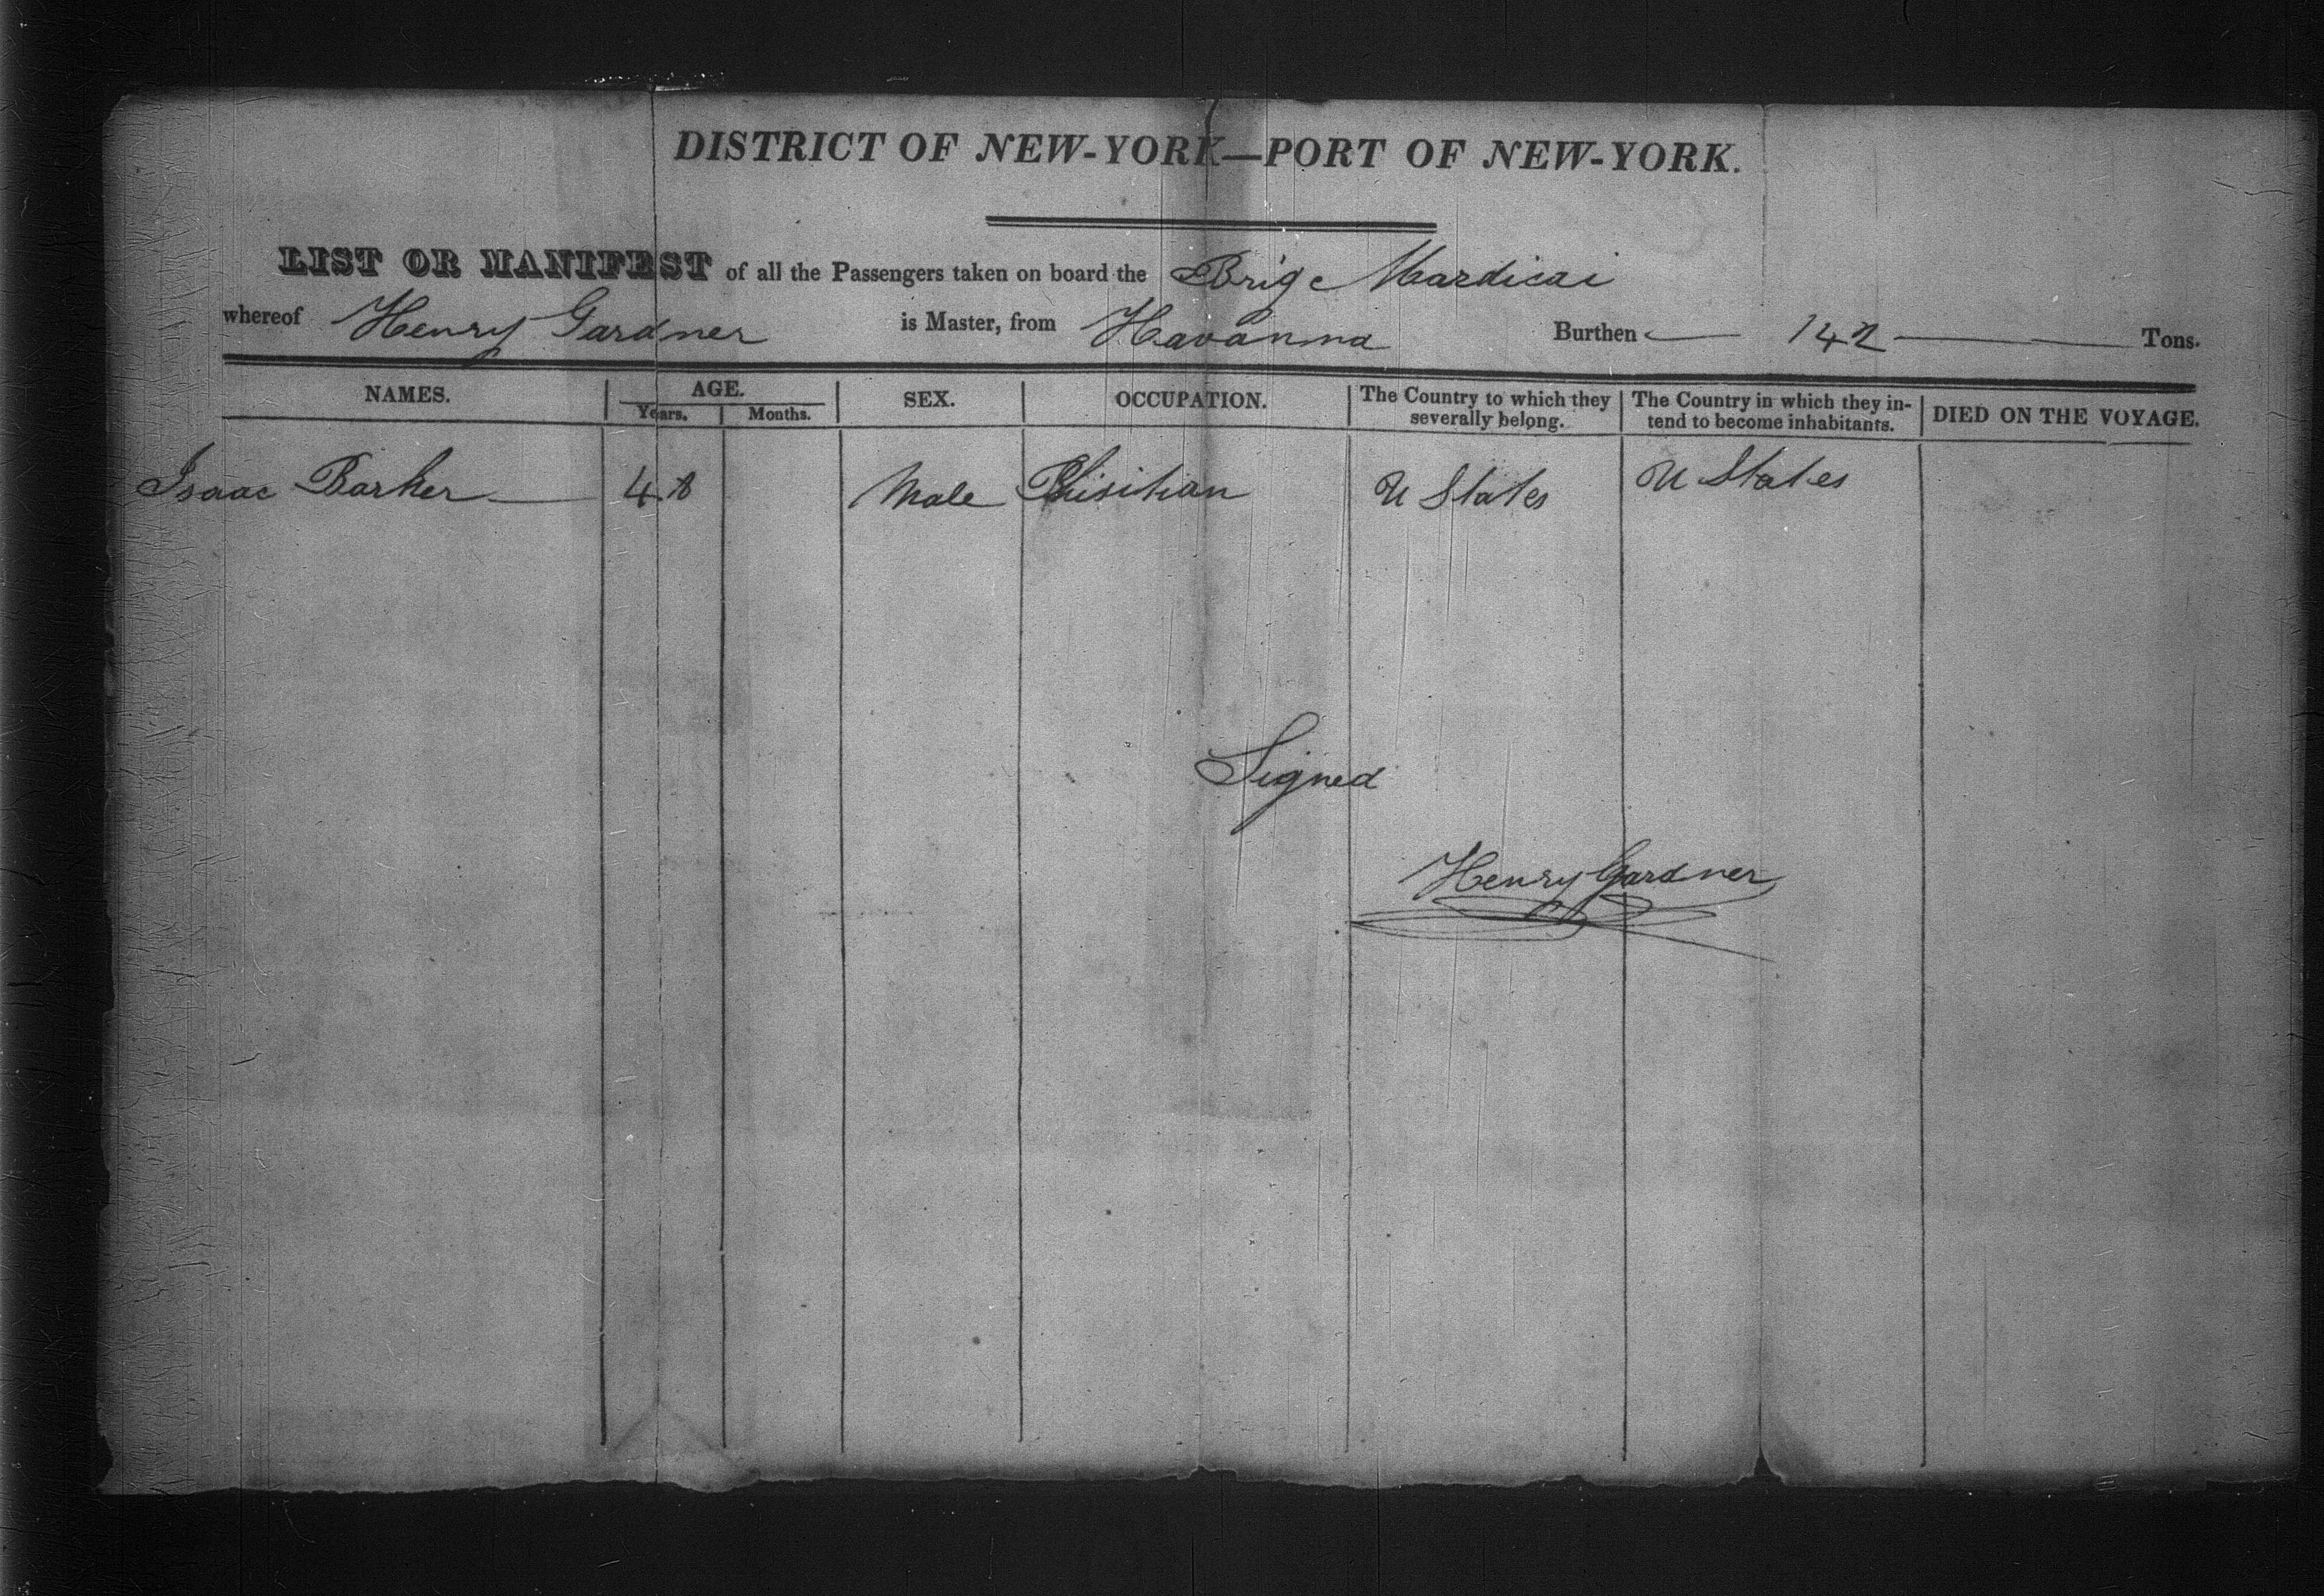 DISTRICT OF NEW-YORK—PORT OF NEW-YORK.
LIST OR MANIFEST of all the Passengers taken on board the Brig Mardicai
whereof Henry Gardner is Master, from Havanna Burthen 142 Tons.
NAMES. AGE. SEX. OCCUPATION. The Country to which they severally belong. The Country in which they intend to become inhabitants. DIED ON THE VOYAGE.
Years. Months.
Isaac Barker Male Phisitian U States U States
Signed
Henry Gardner